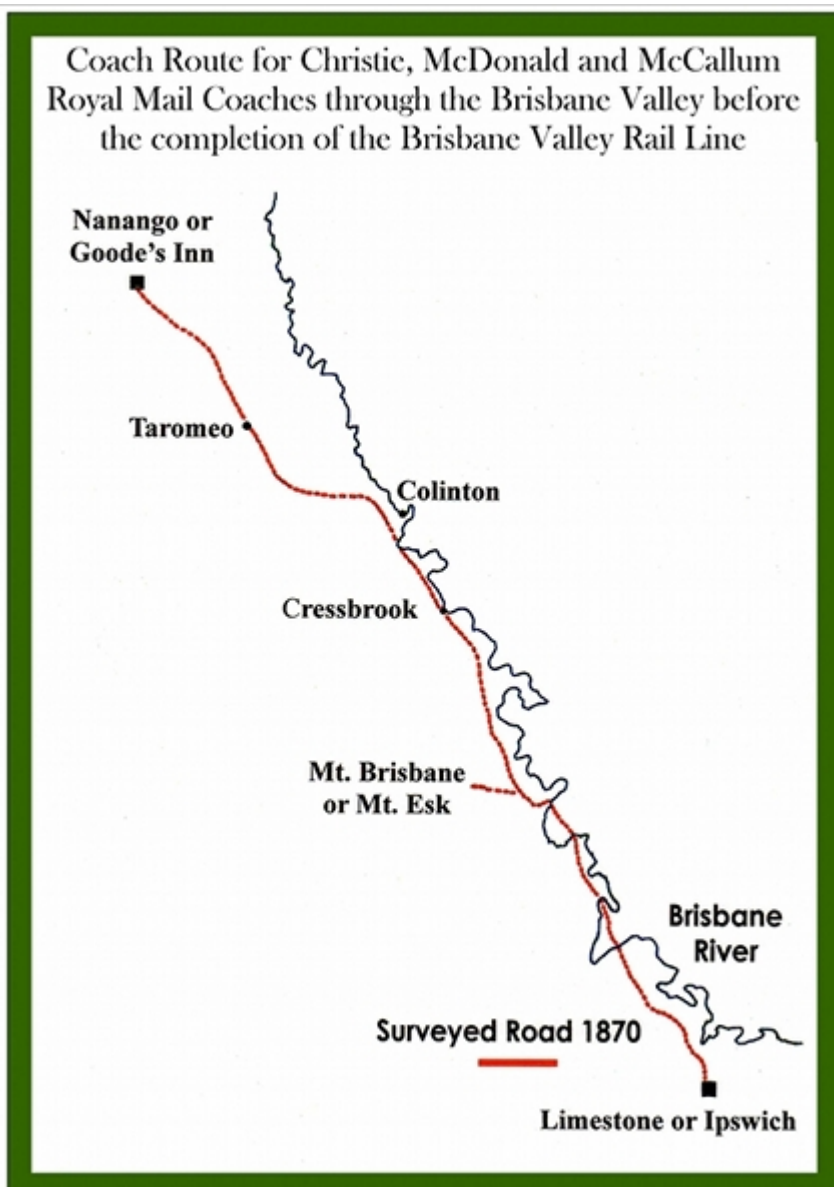 Coach Route for Christie, McDonald and McCallum
Royal Mail Coaches through the Brisbane Valley before
the completion of the Brisbane Valley Rail Line
Nanango or
Goode's Inn
Taromeo
Colinton
Cressbrook
Mt. Brisbane
or Mt. Esk
Brisbane
River
Surveyed Road 1870
Limestone or Ipswich